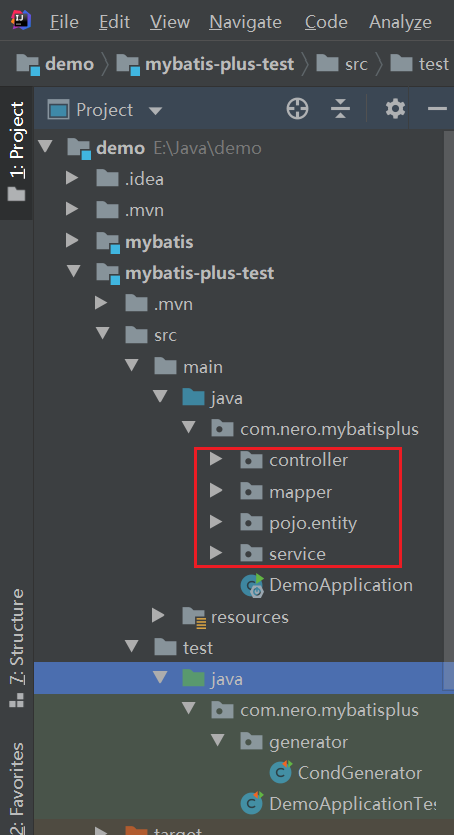 File Edit View Navigate Code Analyze
demo mybatis-plus-test src test
1: Project
Project
demo E:\Java\demo
.idea
.mvn
mybatis
mybatis-plus-test
.mvn
src
main
java
com.nero.mybatisplus
controller
mapper
pojo.entity
service
DemoApplication
resources
test
java
com.nero.mybatisplus
generator
CondGenerator
DemoApplicationTe
target
7: Structure
2: Favorites